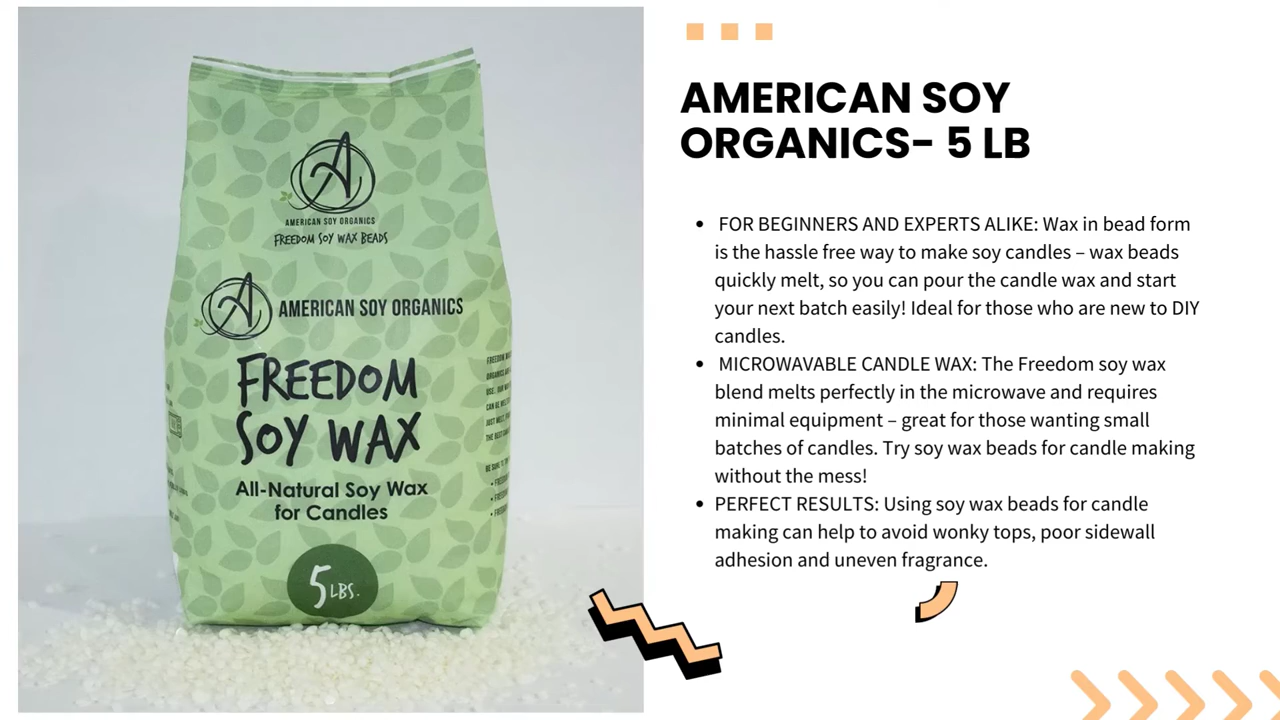 AMERICAN SOY ORGANICS
FREEDOM SOY WAX BEADS
AMERICAN SOY ORGANICS
FREEDOM
SOY WAX
All-Natural Soy Wax
for Candles
5 LBS.
AMERICAN SOY
ORGANICS– 5 LB
• FOR BEGINNERS AND EXPERTS ALIKE: Wax in bead form
is the hassle free way to make soy candles – wax beads
quickly melt, so you can pour the candle wax and start
your next batch easily! Ideal for those who are new to DIY
candles.
• MICROWAVABLE CANDLE WAX: The Freedom soy wax
blend melts perfectly in the microwave and requires
minimal equipment – great for those wanting small
batches of candles. Try soy wax beads for candle making
without the mess!
• PERFECT RESULTS: Using soy wax beads for candle
making can help to avoid wonky tops, poor sidewall
adhesion and uneven fragrance.